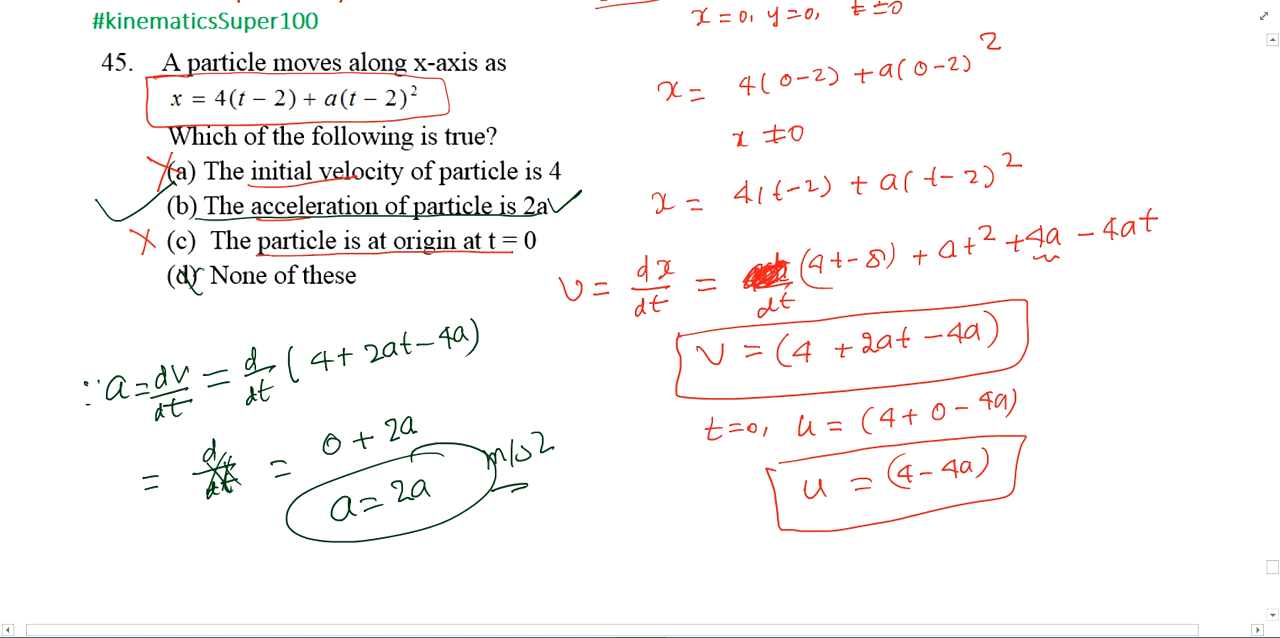 #kinematicsSuper100
45. A particle moves along x-axis as
x = 4(t − 2) + a(t − 2)²
Which of the following is true?
(a) The initial velocity of particle is 4
(b) The acceleration of particle is 2a
(c) The particle is at origin at t = 0
(d) None of these
∵ a = dv/dt = d/dt (4 + 2at − 4a)
= = 0 + 2a
a = 2a m/s2
x = 0, y = 0, t = 0
x = 4(0−2) + a(0−2)²
x ≠ 0
x = 4(t−2) + a(t−2)²
v = dx/dt = (4t − 8) + at² + 4a − 4at
v = (4 + 2at − 4a)
t=0, u = (4 + 0 − 4a)
u = (4 − 4a)